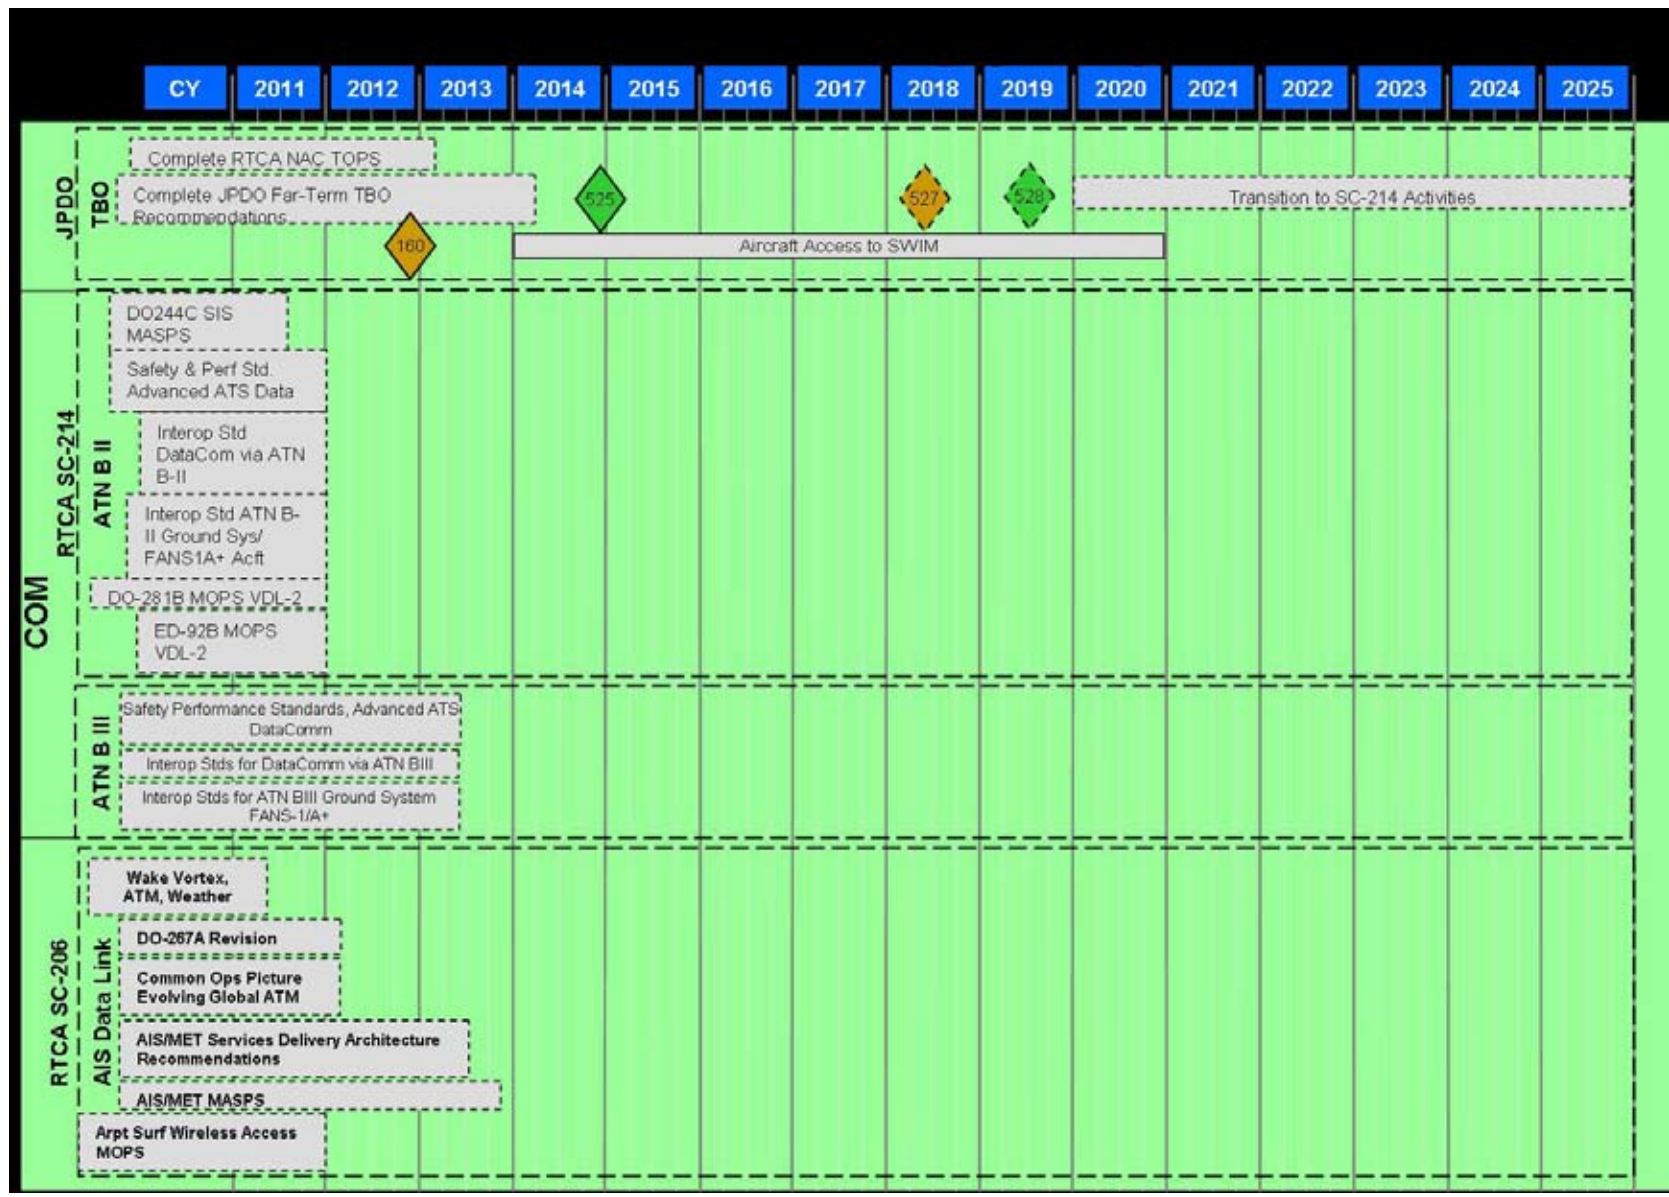 CY 2011 2012 2013 2014 2015 2016 2017 2018 2019 2020 2021 2022 2023 2024 2025
COM
JPDO
TBO
Complete RTCA NAC TOPS
Complete JPDO Far-Term TBO
Recommendations
525
527
528
Transition to SC-214 Activities
160
Aircraft Access to SWIM
RTCA SC-214
ATN B II
DO244C SIS
MASPS
Safety & Perf Std.
Advanced ATS Data
Interop Std
DataCom via ATN
B-II
Interop Std ATN B-
II Ground Sys/
FANS1A+ Acft
DO-281B MOPS VDL-2
ED-92B MOPS
VDL-2
ATN B III
Safety Performance Standards, Advanced ATS
DataComm
Interop Stds for DataComm via ATN BIII
Interop Stds for ATN BIII Ground System
FANS-1/A+
RTCA SC-206
AIS Data Link
Wake Vortex,
ATM, Weather
DO-267A Revision
Common Ops Picture
Evolving Global ATM
AIS/MET Services Delivery Architecture
Recommendations
AIS/MET MASPS
Arpt Surf Wireless Access
MOPS